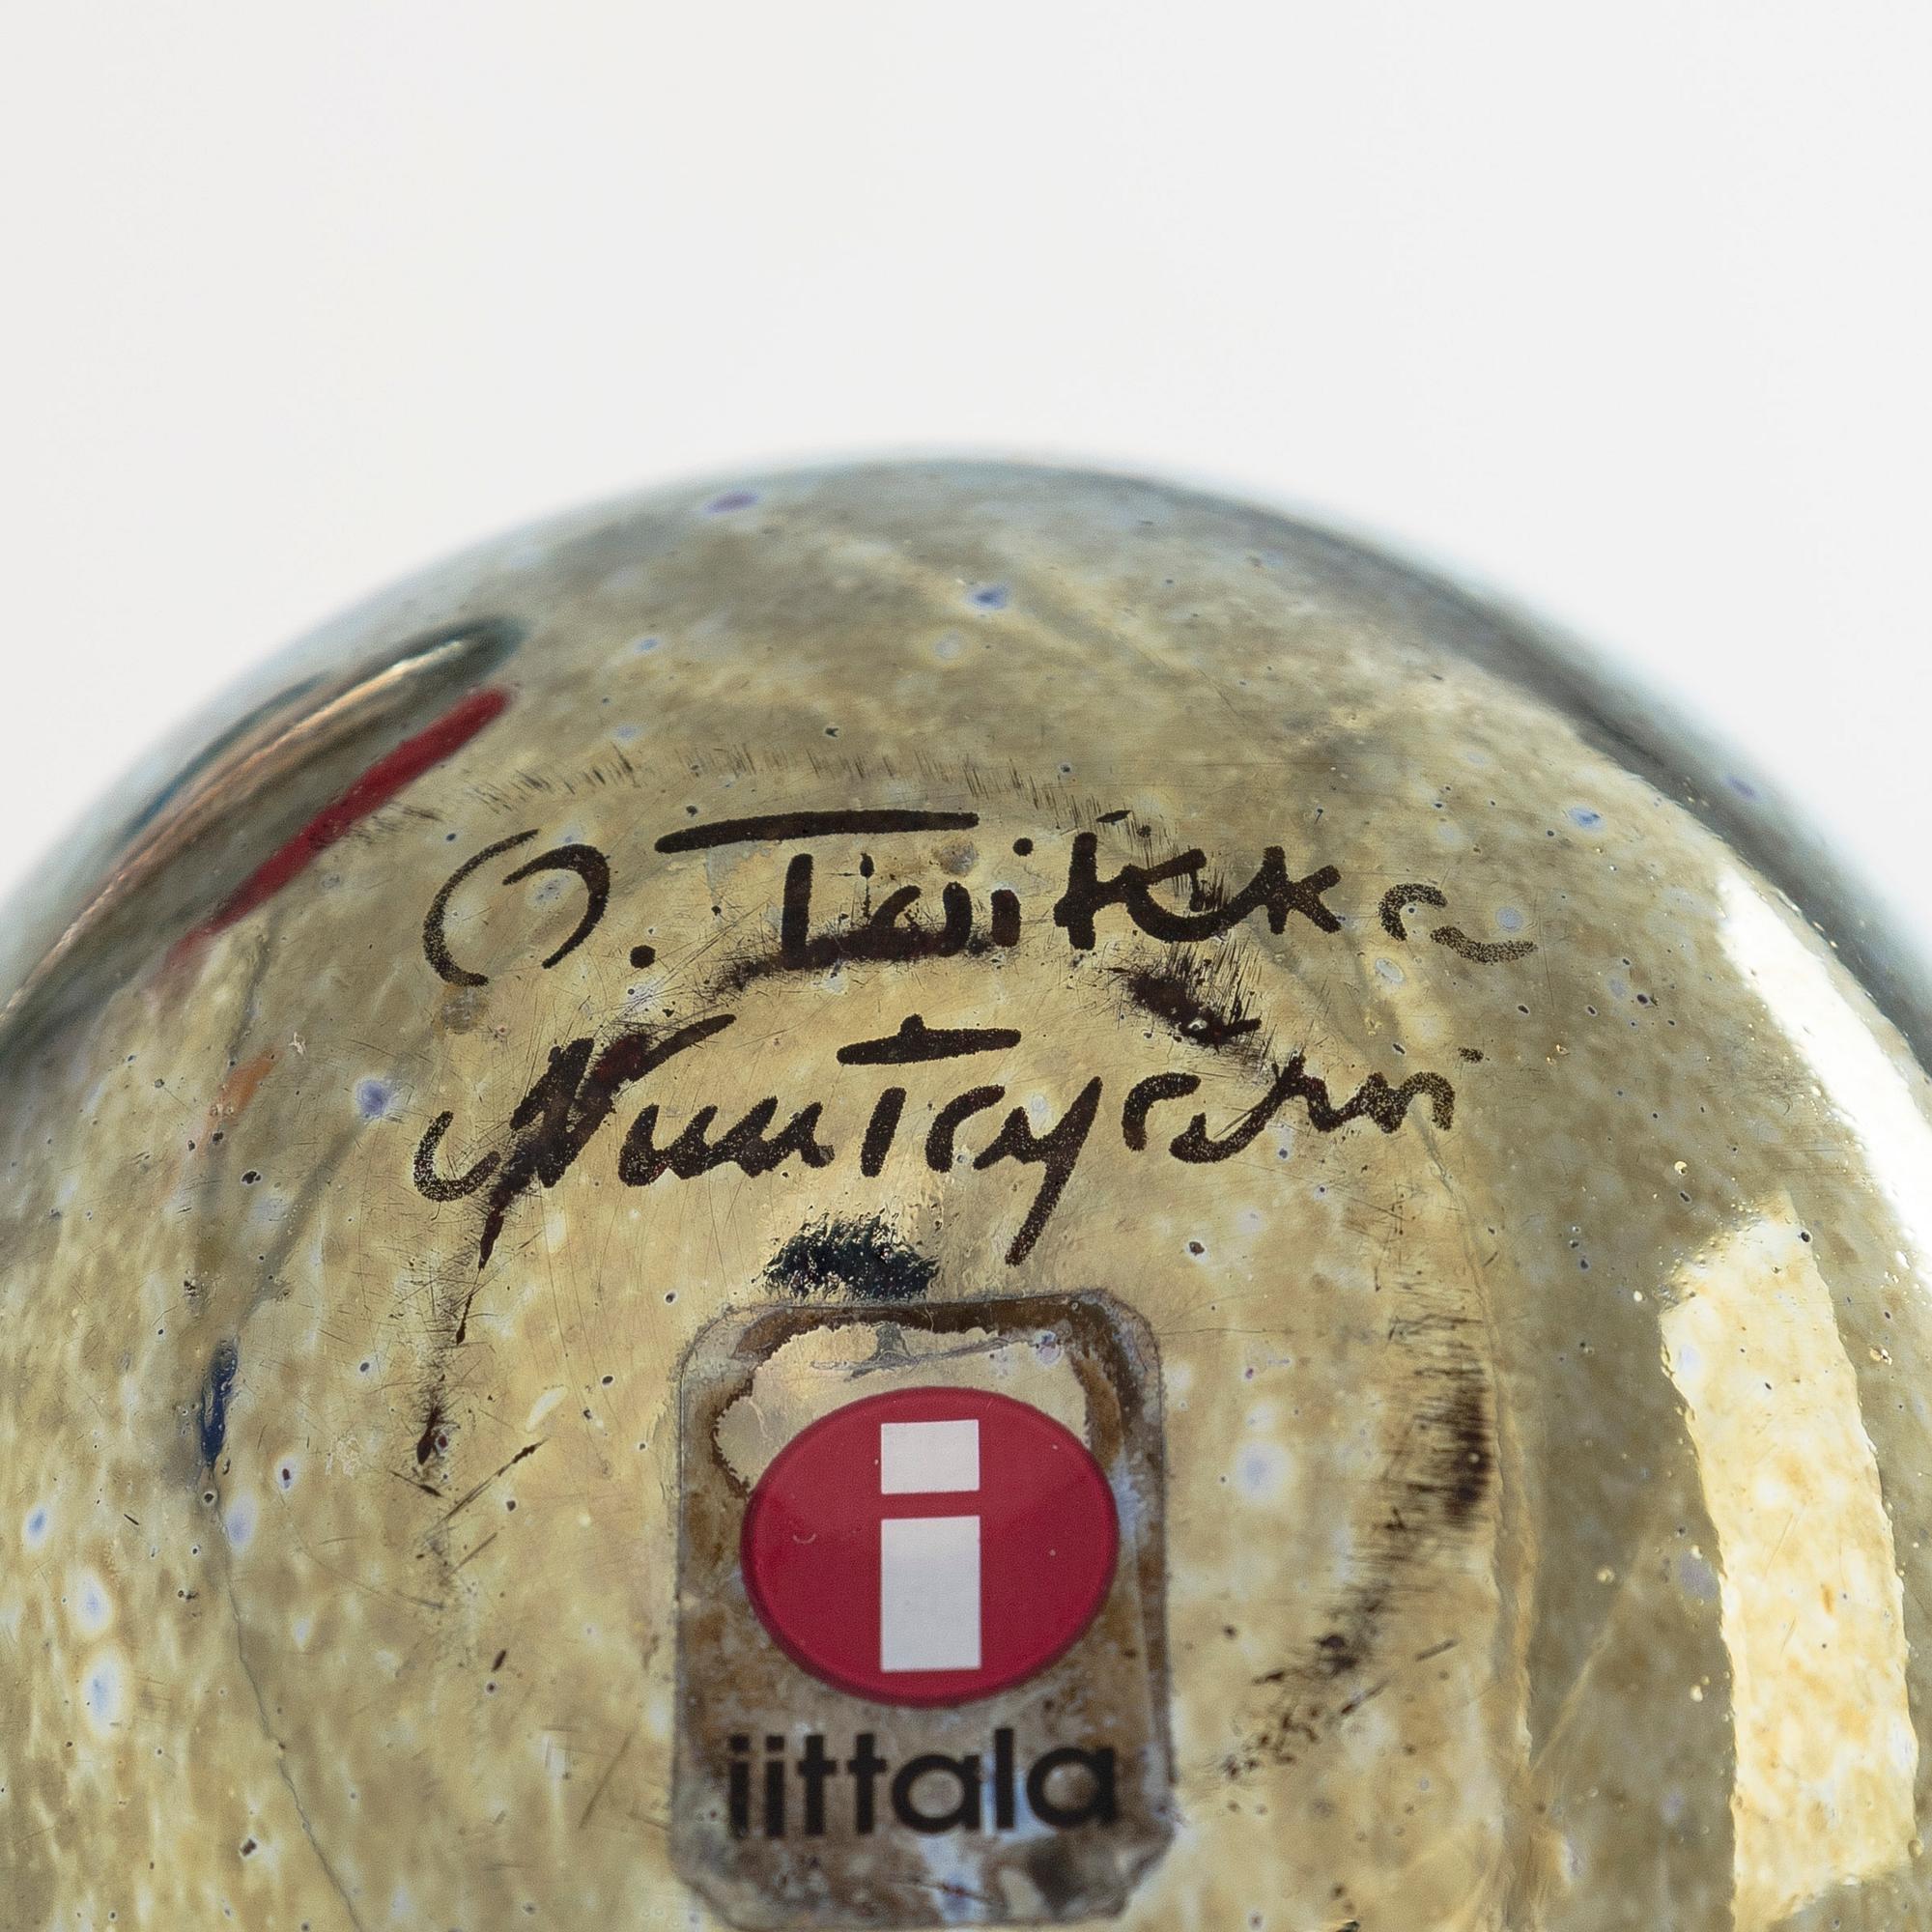 O. Toikka
Nuutajärvi
i
iittala